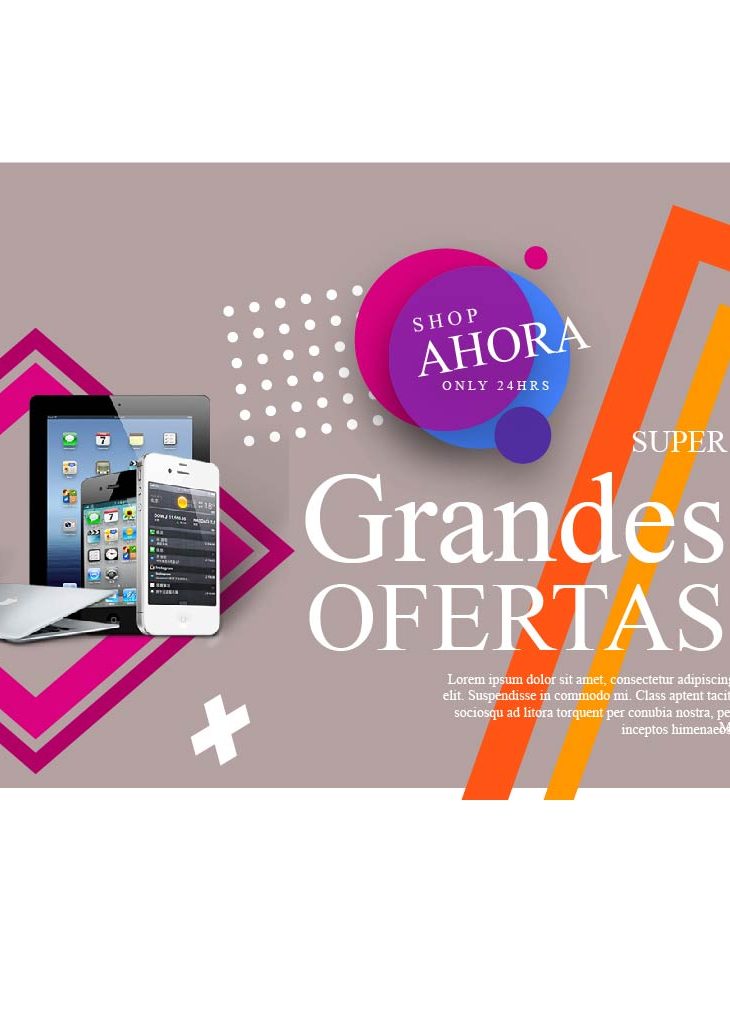 SHOP
AHORA
ONLY 24HRS
SUPER
Grandes
OFERTAS
Lorem ipsum dolor sit amet, consectetur adipiscing
elit. Suspendisse in commodo mi. Class aptent tacit
sociosqu ad litora torquent per conubia nostra, pe
inceptos himenaeos